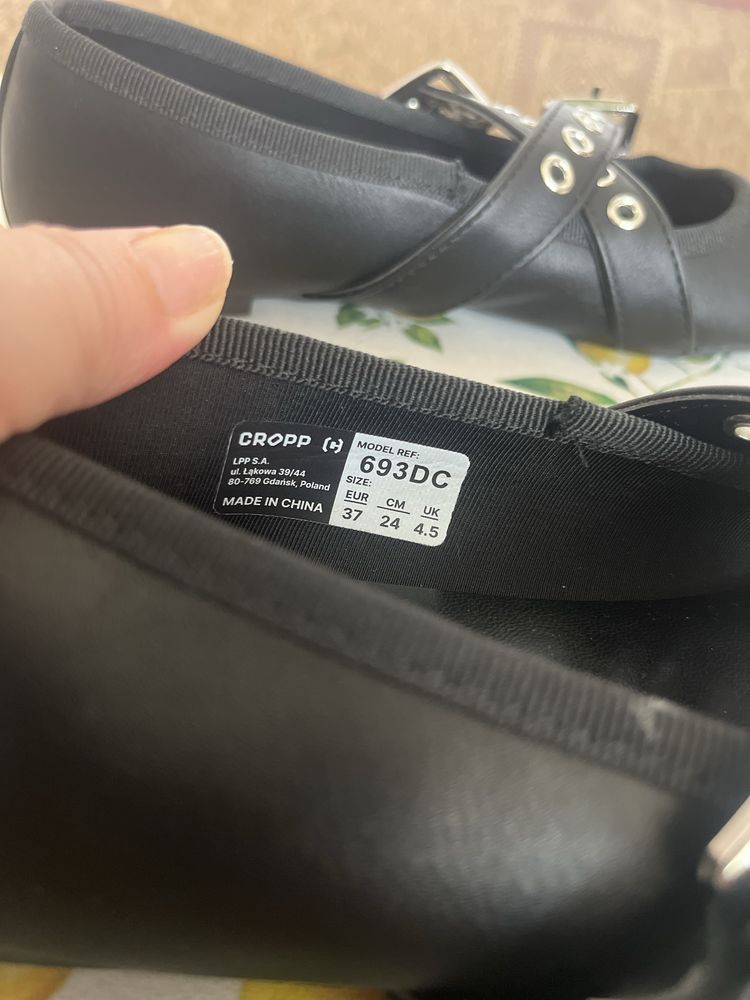 CROPP [C]
LPP S.A.
ul. Łąkowa 39/44
80-769 Gdańsk, Poland
MADE IN CHINA
MODEL REF:
693DC
SIZE:
EUR CM UK
37 24 4.5